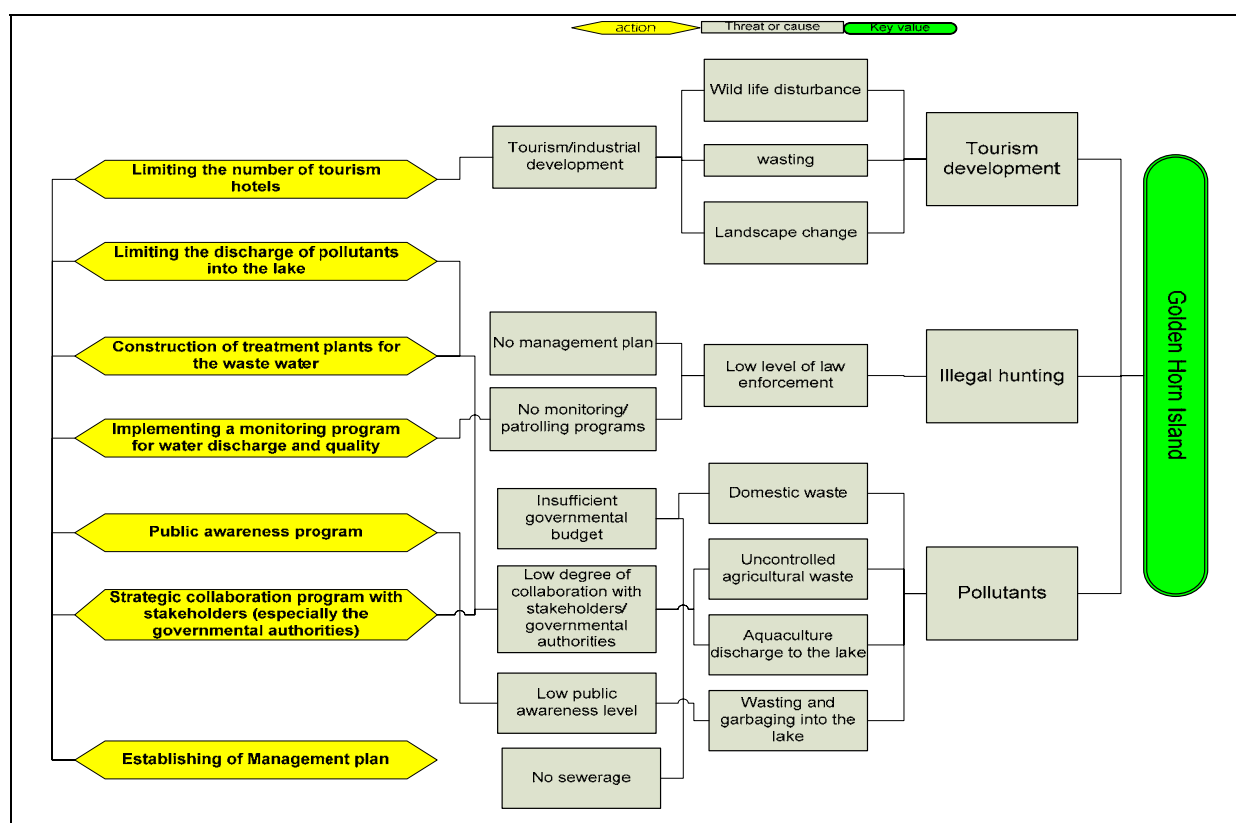 action
Threat or cause
Key value
Limiting the number of tourism
hotels
Limiting the discharge of pollutants
into the lake
Construction of treatment plants for
the waste water
Implementing a monitoring program
for water discharge and quality
Public awareness program
Strategic collaboration program with
stakeholders (especially the
governmental authorities)
Establishing of Management plan
Tourism/industrial
development
No management plan
No monitoring/
patrolling programs
Insufficient
governmental
budget
Low degree of
collaboration with
stakeholders/
governmental
authorities
Low public
awareness level
No sewerage
Wild life disturbance
wasting
Landscape change
Low level of law
enforcement
Domestic waste
Uncontrolled
agricultural waste
Aquaculture
discharge to the lake
Wasting and
garbaging into the
lake
Tourism
development
Illegal hunting
Pollutants
Golden Horn Island